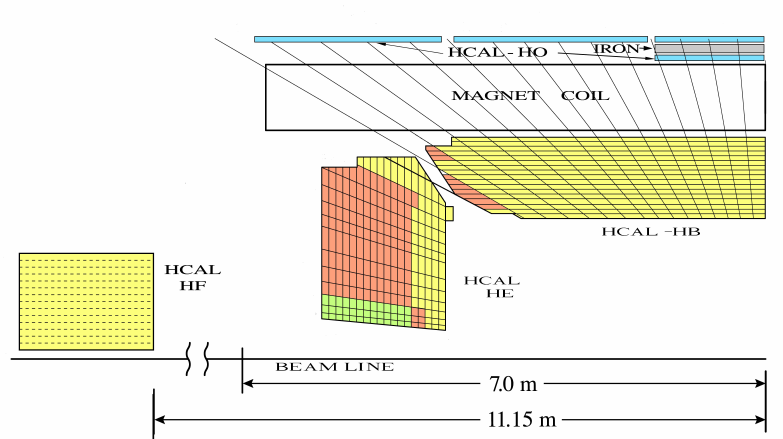 HCAL-HO
IRON
MAGNET COIL
HCAL -HB
HCAL
HF
HCAL
HE
BEAM LINE
7.0 m
11.15 m